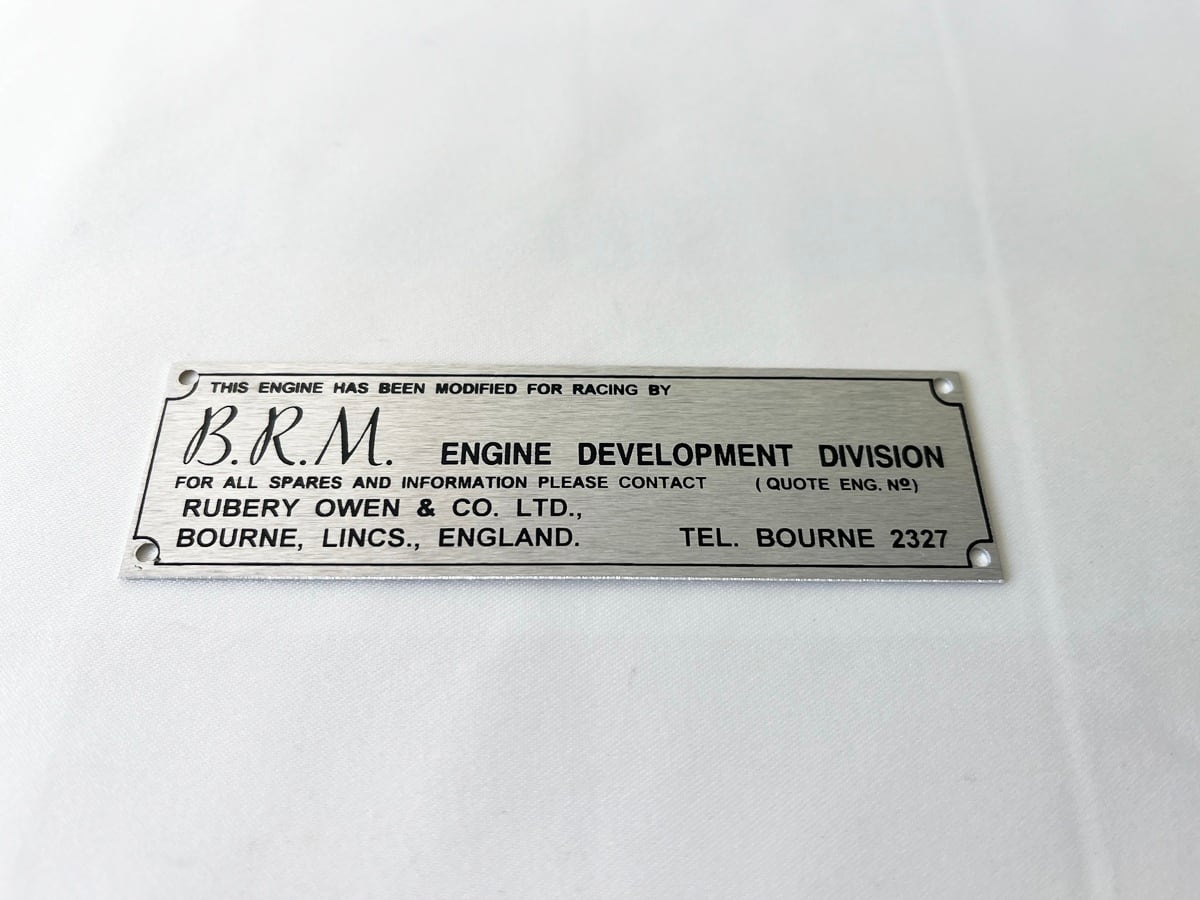 THIS ENGINE HAS BEEN MODIFIED FOR RACING BY
B.R.M. ENGINE DEVELOPMENT DIVISION
FOR ALL SPARES AND INFORMATION PLEASE CONTACT (QUOTE ENG. Nº)
RUBERY OWEN & CO. LTD.,
BOURNE, LINCS., ENGLAND. TEL. BOURNE 2327